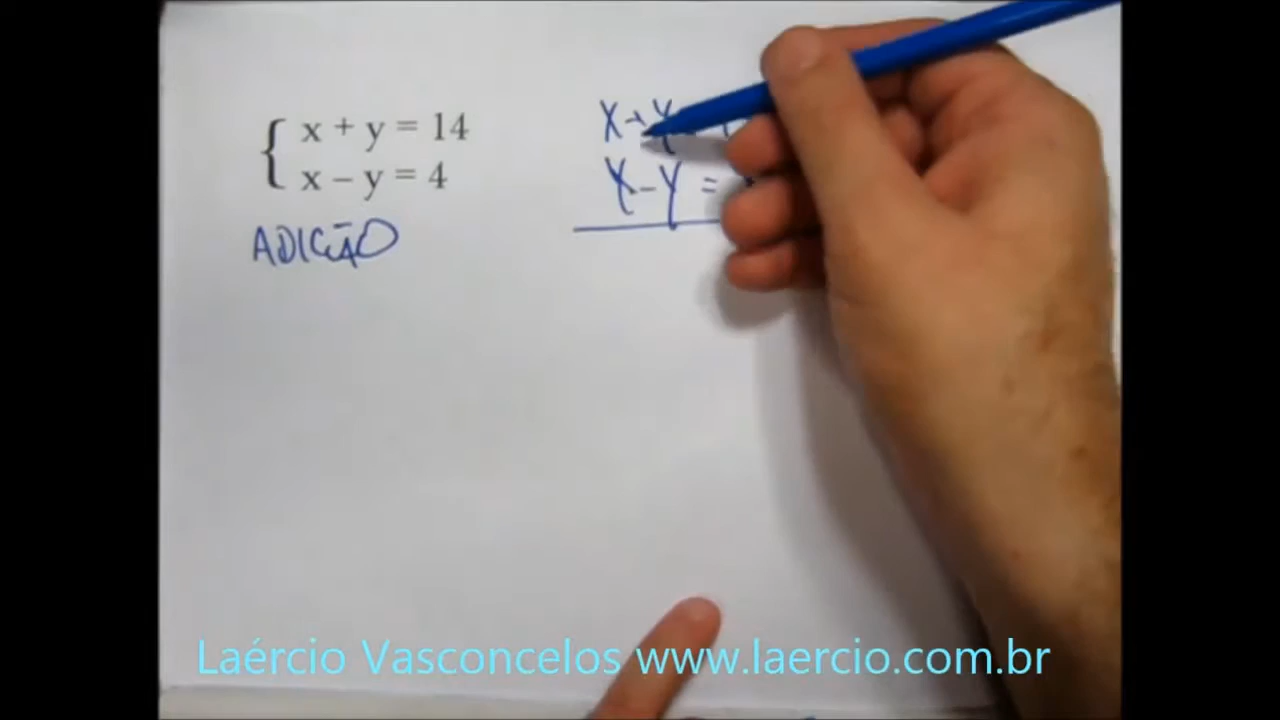 x + y = 14
x – y = 4
ADIÇÃO
X+Y
X-Y =
Laércio Vasconcelos www.laercio.com.br